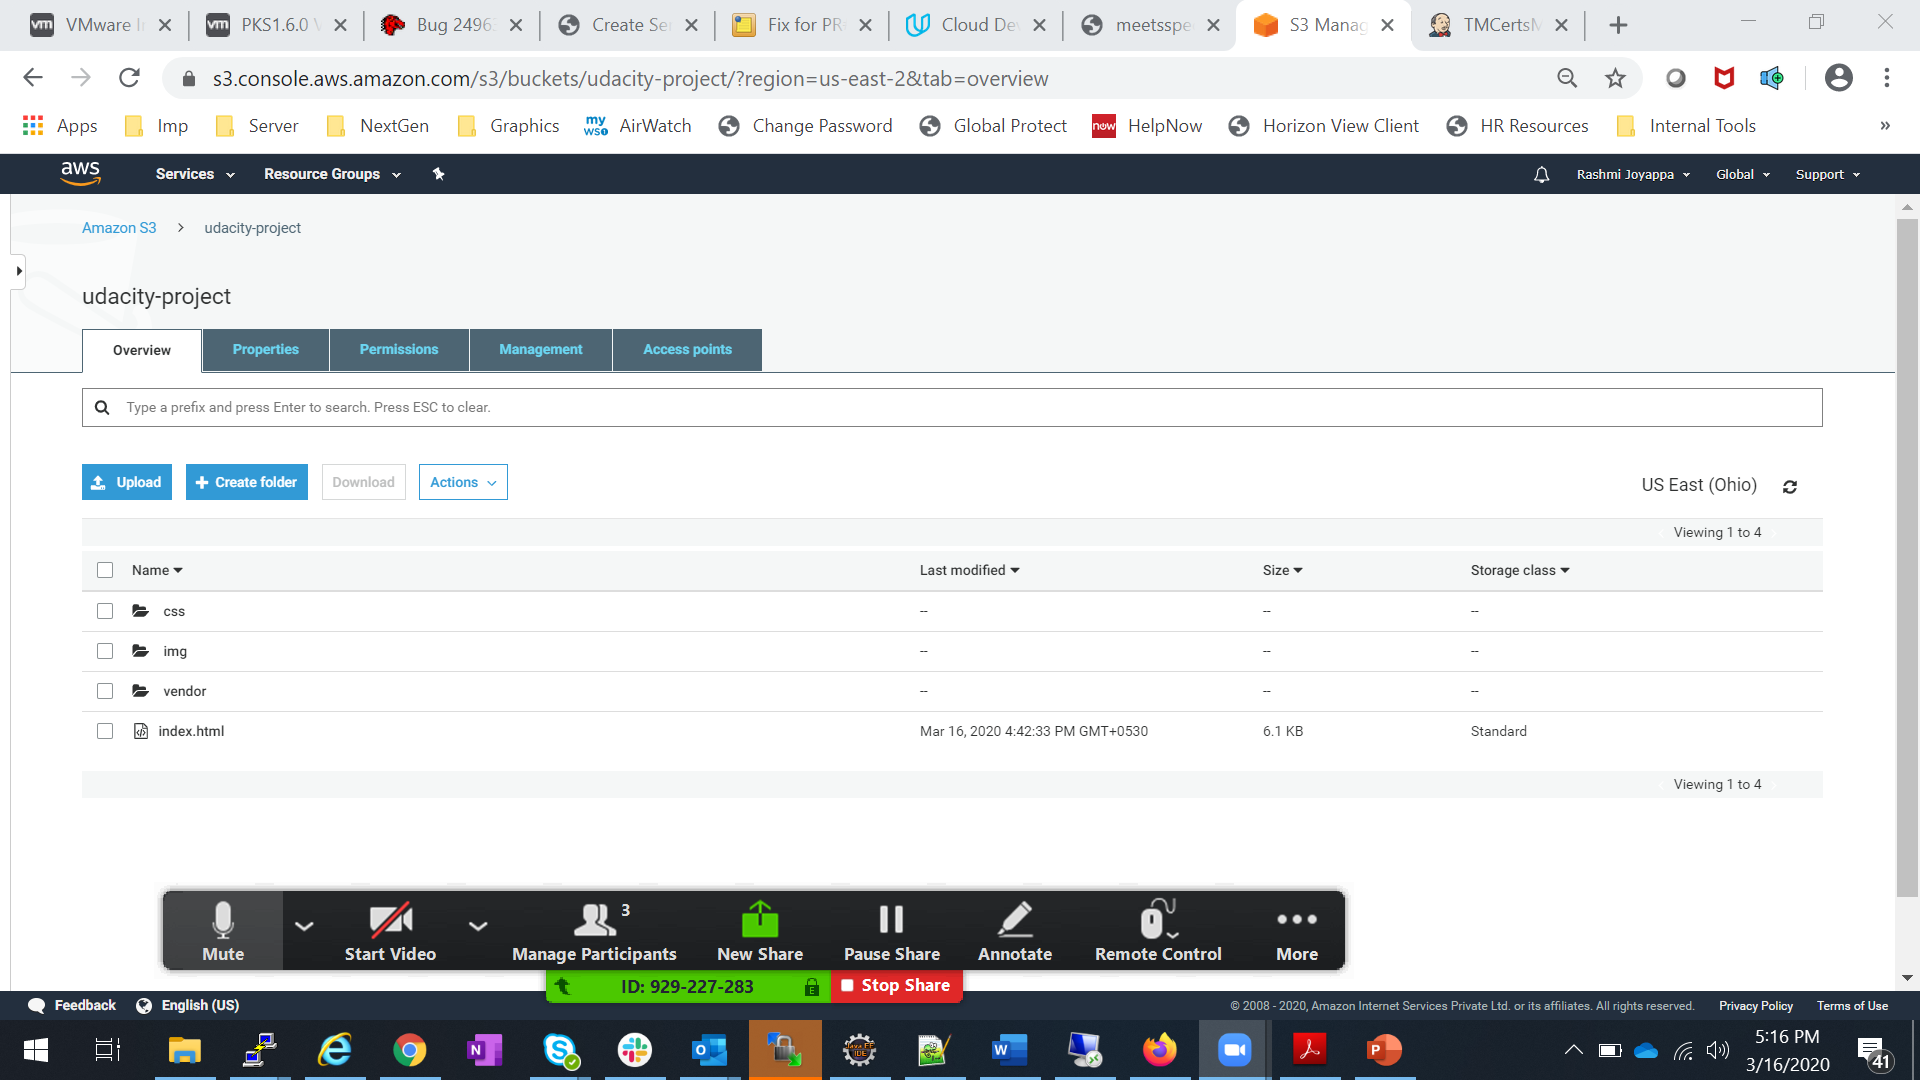 VMware
PKS1.6.0
Bug 2496
Create Se
Fix for PR
Cloud De
meetsspe
S3 Manag
TMCerts
s3.console.aws.amazon.com/s3/buckets/udacity-project/?region=us-east-2&tab=overview
Apps Imp Server NextGen Graphics my wso AirWatch Change Password Global Protect now HelpNow Horizon View Client HR Resources Internal Tools »
aws Services Resource Groups Rashmi Joyappa Global Support
Amazon S3 > udacity-project
udacity-project
Overview Properties Permissions Management Access points
Type a prefix and press Enter to search. Press ESC to clear.
Upload + Create folder Download Actions US East (Ohio)
Viewing 1 to 4
Name Last modified Size Storage class
css -- -- --
img -- -- --
vendor -- -- --
index.html Mar 16, 2020 4:42:33 PM GMT+0530 6.1 KB Standard
Viewing 1 to 4
3
Mute Start Video Manage Participants New Share Pause Share Annotate Remote Control More
ID: 929-227-283 Stop Share
Feedback English (US) © 2008 - 2020, Amazon Internet Services Private Ltd. or its affiliates. All rights reserved. Privacy Policy Terms of Use
5:16 PM
3/16/2020
41